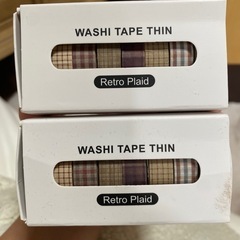 WASHI TAPE THIN
Retro Plaid
WASHI TAPE THIN
Retro Plaid